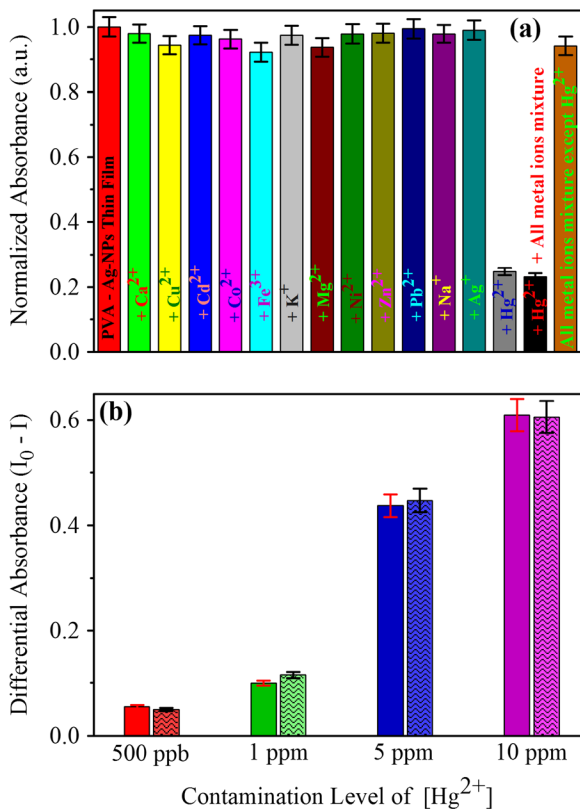 (a)
Normalized Absorbance (a.u.)
1.0
0.8
0.6
0.4
0.2
0.0
PVA - Ag-NPs Thin Film
+ Ca²⁺
+ Cu²⁺
+ Cd²⁺
+ Co²⁺
+ Fe³⁺
+ K⁺
+ Mg²⁺
+ Ni²⁺
+ Zn²⁺
+ Pb²⁺
+ Na⁺
+ Ag⁺
+ Hg²⁺
+ Hg²⁺ + All metal ions mixture
All metal ions mixture except Hg²⁺
(b)
Differential Absorbance (I₀ - I)
0.6
0.4
0.2
0.0
500 ppb 1 ppm 5 ppm 10 ppm
Contamination Level of [Hg²⁺]